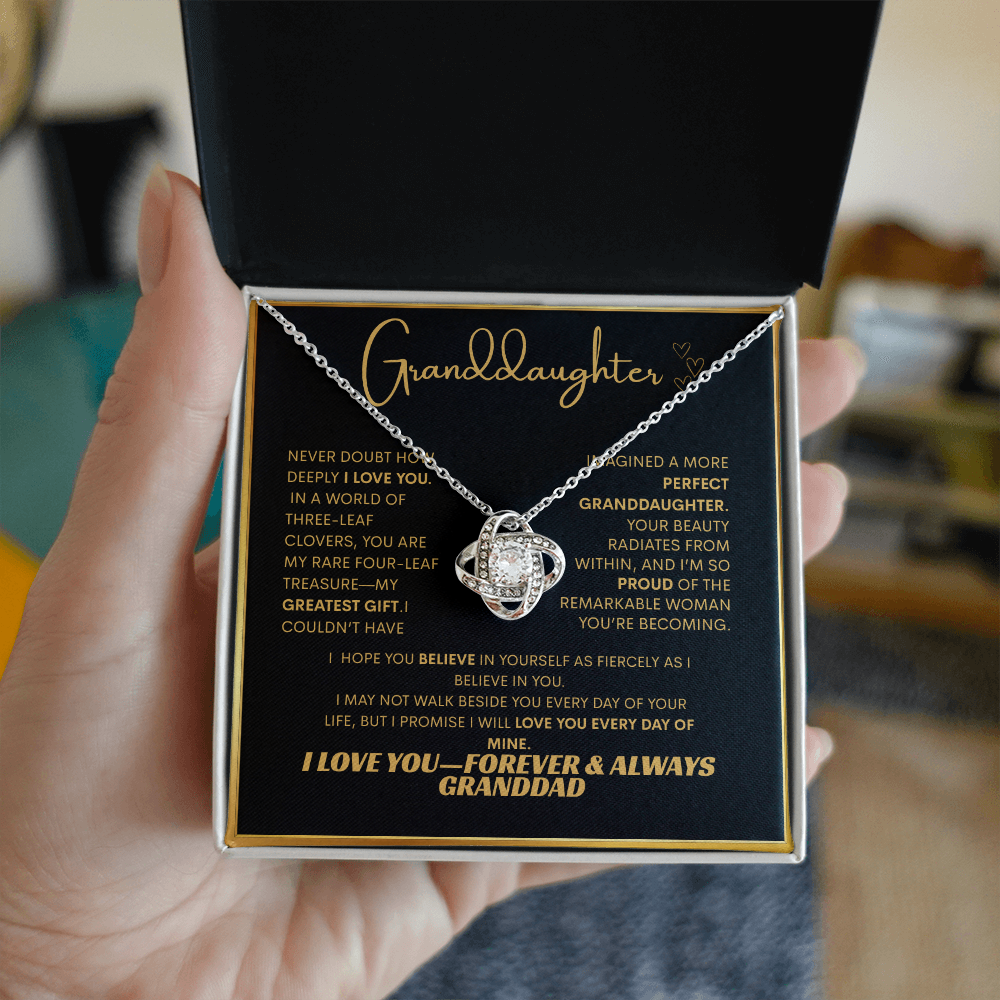 Granddaughter
NEVER DOUBT HOW
DEEPLY I LOVE YOU.
IN A WORLD OF
THREE-LEAF
CLOVERS, YOU ARE
MY RARE FOUR-LEAF
TREASURE—MY
GREATEST GIFT.I
COULDN'T HAVE
IMAGINED A MORE
PERFECT
GRANDDAUGHTER.
YOUR BEAUTY
RADIATES FROM
WITHIN, AND I'M SO
PROUD OF THE
REMARKABLE WOMAN
YOU'RE BECOMING.
I HOPE YOU BELIEVE IN YOURSELF AS FIERCELY AS I
BELIEVE IN YOU.
I MAY NOT WALK BESIDE YOU EVERY DAY OF YOUR
LIFE, BUT I PROMISE I WILL LOVE YOU EVERY DAY OF
MINE.
I LOVE YOU—FOREVER & ALWAYS
GRANDDAD